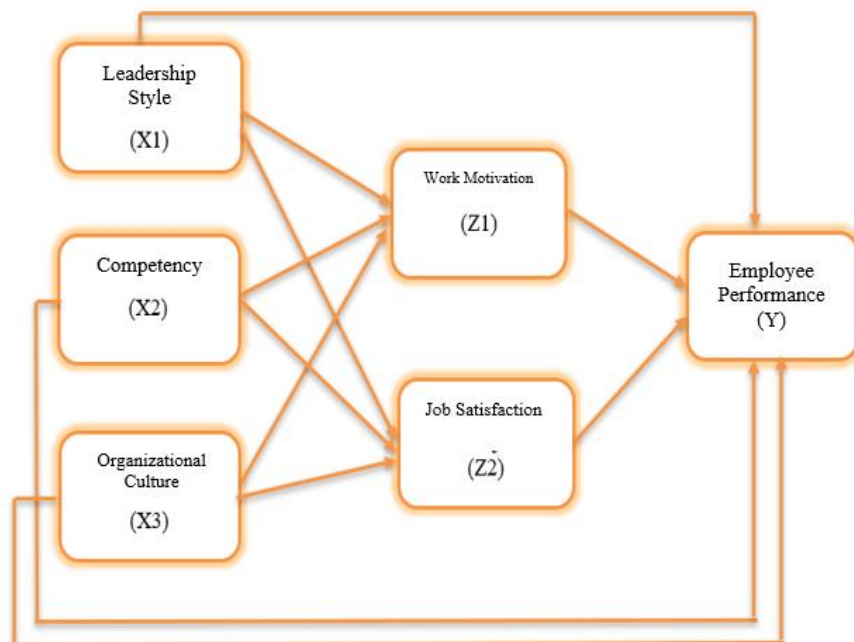 Leadership
Style
(X1)
Work Motivation
(Z1)
Competency
(X2)
Employee
Performance
(Y)
Job Satisfaction
(Z2)
Organizational
Culture
(X3)